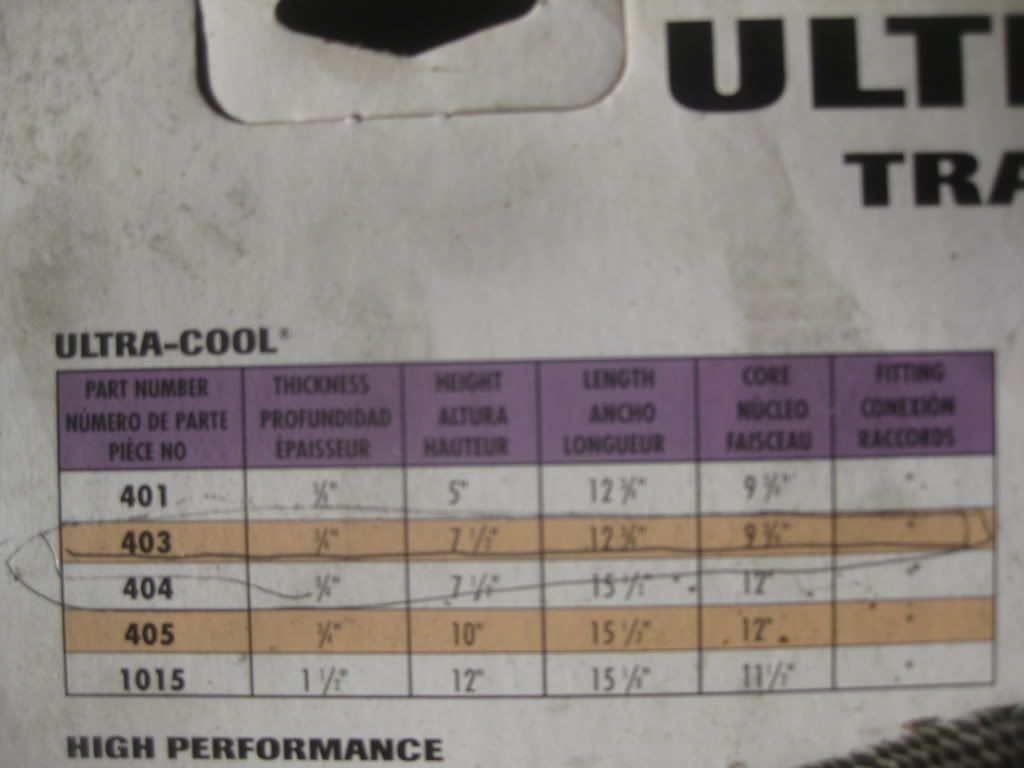 ULT
TRA
ULTRA-COOL®
PART NUMBER THICKNESS HEIGHT LENGTH CORE FITTING
NÚMERO DE PARTE PROFUNDIDAD ALTURA ANCHO NÚCLEO CONEXIÓN
PIÈCE NO ÉPAISSEUR HAUTEUR LONGUEUR FAISCEAU RACCORDS
401 ¾" 5" 12 ¾" 9 ¾" *
403 ¾" 7 ½" 12 ¾" 9 ¾" *
404 ¾" 7 ½" 15 ½" 12" *
405 ¾" 10" 15 ½" 12" *
1015 1 ½" 12" 15 ½" 11 ½" *
HIGH PERFORMANCE